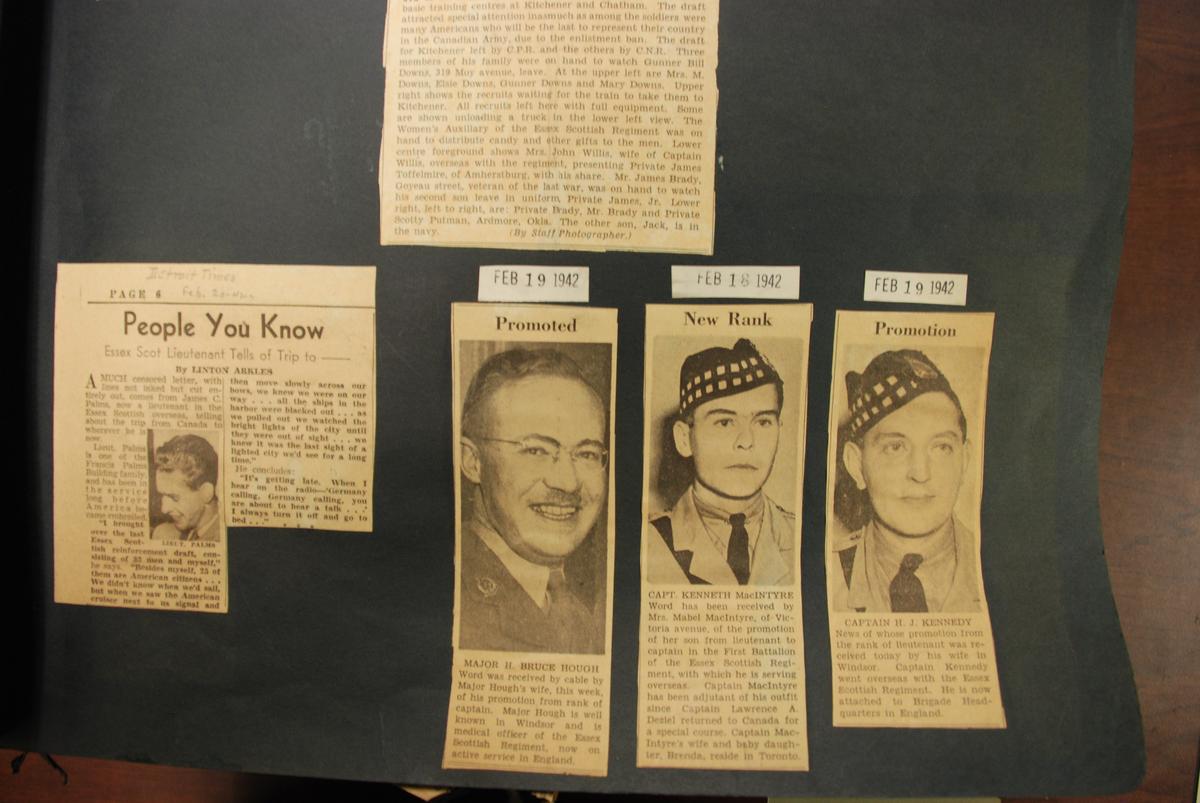 basic training centres at Kitchener and Chatham. The draft
attracted special attention inasmuch as among the soldiers were
many Americans who will be the last to represent their country
in the Canadian Army, due to the enlistment ban. The draft
for Kitchener left by C.P.R. and the others by C.N.R. Three
members of his family were on hand to watch Gunner Bill
Downs, 319 Moy avenue, leave. At the upper left are Mrs. M.
Downs, Elsie Downs, Gunner Downs and Mary Downs. Upper
right shows the recruits waiting for the train to take them to
Kitchener. All recruits left here with full equipment. Some
are shown unloading a truck in the lower left view. The
Women's Auxiliary of the Essex Scottish Regiment was on
hand to distribute candy and other gifts to the men. Lower
centre foreground shows Mrs. John Willis, wife of Captain
Willis, overseas with the regiment, presenting Private James
Toffelmire, of Amherstburg, with his share. Mr. James Brady,
Goyeau street, veteran of the last war, was on hand to watch
his second son leave in uniform, Private James, Jr. Lower
right, left to right, are: Private Brady, Mr. Brady and Private
Scotty Putman, Ardmore, Okla. The other son, Jack, is in
the navy. (By Staff Photographer.)
Detroit Times
PAGE 6 Feb. 20
People You Know
Essex Scot Lieutenant Tells of Trip to ——
By LINTON ARKLES
A MUCH censored letter, with
lines not inked but cut en-
tirely out, comes from James C.
Palms, now a lieutenant in the
Essex Scottish overseas, telling
about the trip from Canada to
wherever he is
now.
Lieut. Palms
is one of the
Francis Palms
Building family,
and has been in
the service
long before
America be-
came embroiled.
"I brought
over the last
Essex Scot-
tish reinforcement draft, con-
sisting of 32 men and myself,"
he says. "Besides myself, 25 of
them are American citizens . . .
We didn't know when we'd sail,
but when we saw the American
cruiser next to us signal and
LIEUT. PALMS
then move slowly across our
bows, we knew we were on our
way . . . all the ships in the
harbor were blacked out . . . as
we pulled out we watched the
bright lights of the city until
they were out of sight . . . we
knew it was the last sight of a
lighted city we'd see for a long
time."
He concludes:
"It's getting late. When I
hear on the radio—'Germany
calling, Germany calling, you
are about to hear a talk . . .'
I always turn it off and go to
bed . . ."
FEB 19 1942
Promoted
MAJOR H. BRUCE HOUGH
Word was received by cable by
Major Hough's wife, this week,
of his promotion from rank of
captain. Major Hough is well
known in Windsor and is
medical officer of the Essex
Scottish Regiment, now on
active service in England.
FEB 18 1942
New Rank
CAPT. KENNETH MacINTYRE
Word has been received by
Mrs. Mabel MacIntyre, of Vic-
toria avenue, of the promotion
of her son from lieutenant to
captain in the First Battalion
of the Essex Scottish Regi-
ment, with which he is serving
overseas. Captain MacIntyre
has been adjutant of his outfit
since Captain Lawrence A.
Deziel returned to Canada for
a special course. Captain Mac-
Intyre's wife and baby daugh-
ter, Brenda, reside in Toronto.
FEB 19 1942
Promotion
CAPTAIN H. J. KENNEDY
News of whose promotion from
the rank of lieutenant was re-
ceived today by his wife in
Windsor. Captain Kennedy
went overseas with the Essex
Scottish Regiment. He is now
attached to Brigade Head-
quarters in England.